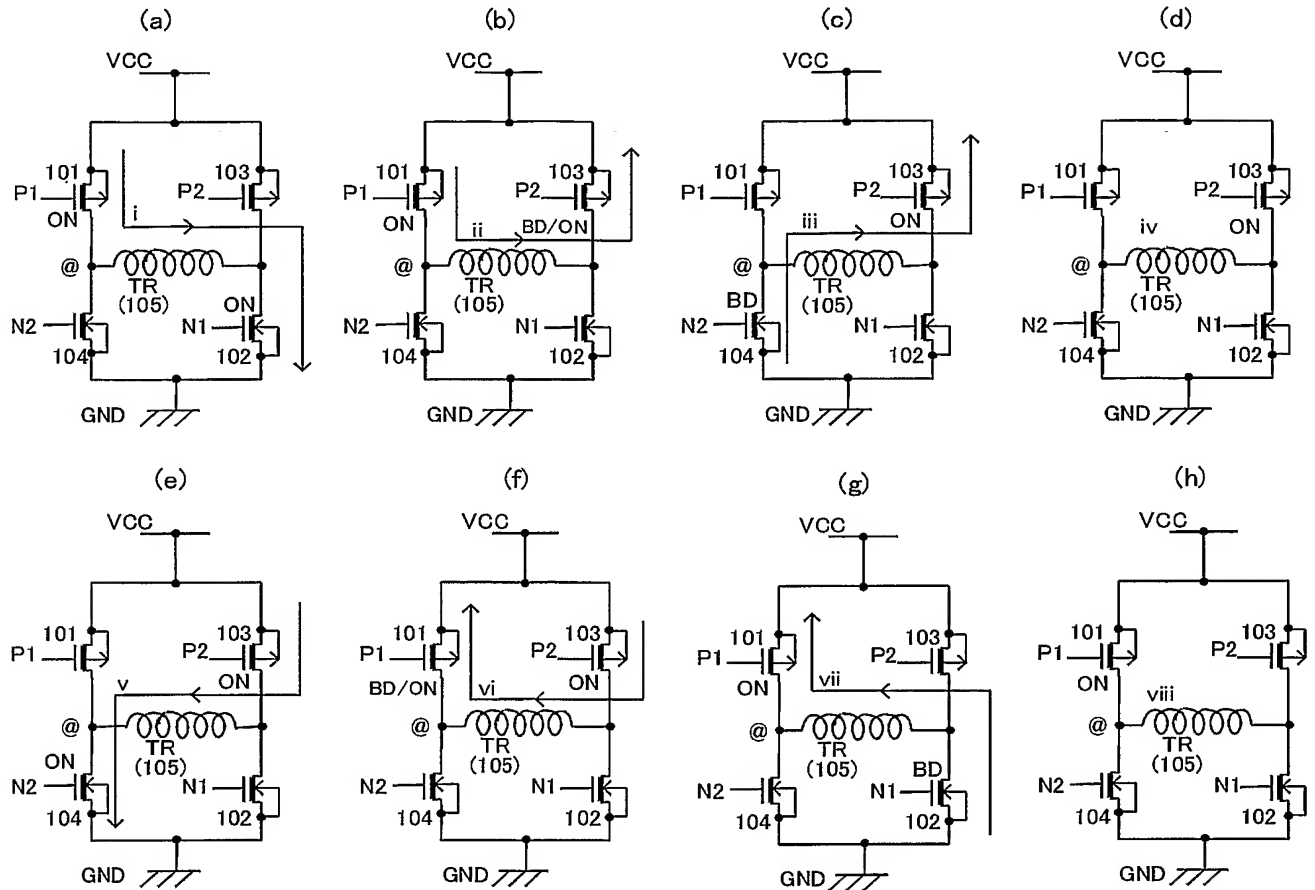 (a)
VCC
101
103
P1
P2
ON
i
@
TR
(105)
ON
N2
N1
104
102
GND
(b)
VCC
101
103
P1
P2
ON
ii
BD/ON
@
TR
(105)
N2
N1
104
102
GND
(c)
VCC
101
103
P1
P2
ON
iii
@
TR
(105)
BD
N2
N1
104
102
GND
(d)
VCC
101
103
P1
P2
ON
iv
@
TR
(105)
N2
N1
104
102
GND
(e)
VCC
101
103
P1
P2
ON
v
@
TR
(105)
ON
N2
N1
104
102
GND
(f)
VCC
101
103
P1
P2
BD/ON
vi
ON
@
TR
(105)
N2
N1
104
102
GND
(g)
VCC
101
103
P1
P2
ON
vii
@
TR
(105)
BD
N2
N1
104
102
GND
(h)
VCC
101
103
P1
P2
ON
viii
@
TR
(105)
N2
N1
104
102
GND